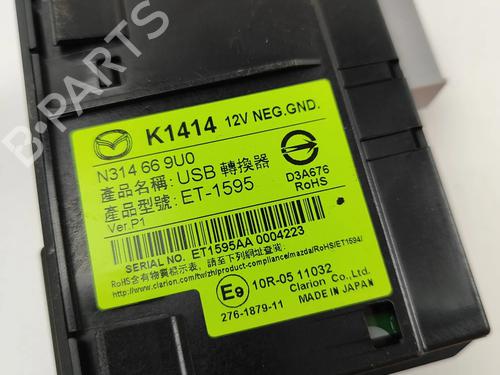 K1414 12V NEG.GND.
N314 66 9U0
產品名稱：USB 轉換器
產品型號：ET-1595
Ver.P1
D3A676
RoHS
SERIAL NO. ET1595AA 0004223
RoHS含有物質標示表，請至下列網址查詢：
https://www.clarion.com/tw/zh/product-compliance/mazda/RoHS/ET1594/
E9 10R-05 11032
Clarion Co.,Ltd.
276-1879-11 MADE IN JAPAN
B-PARTS